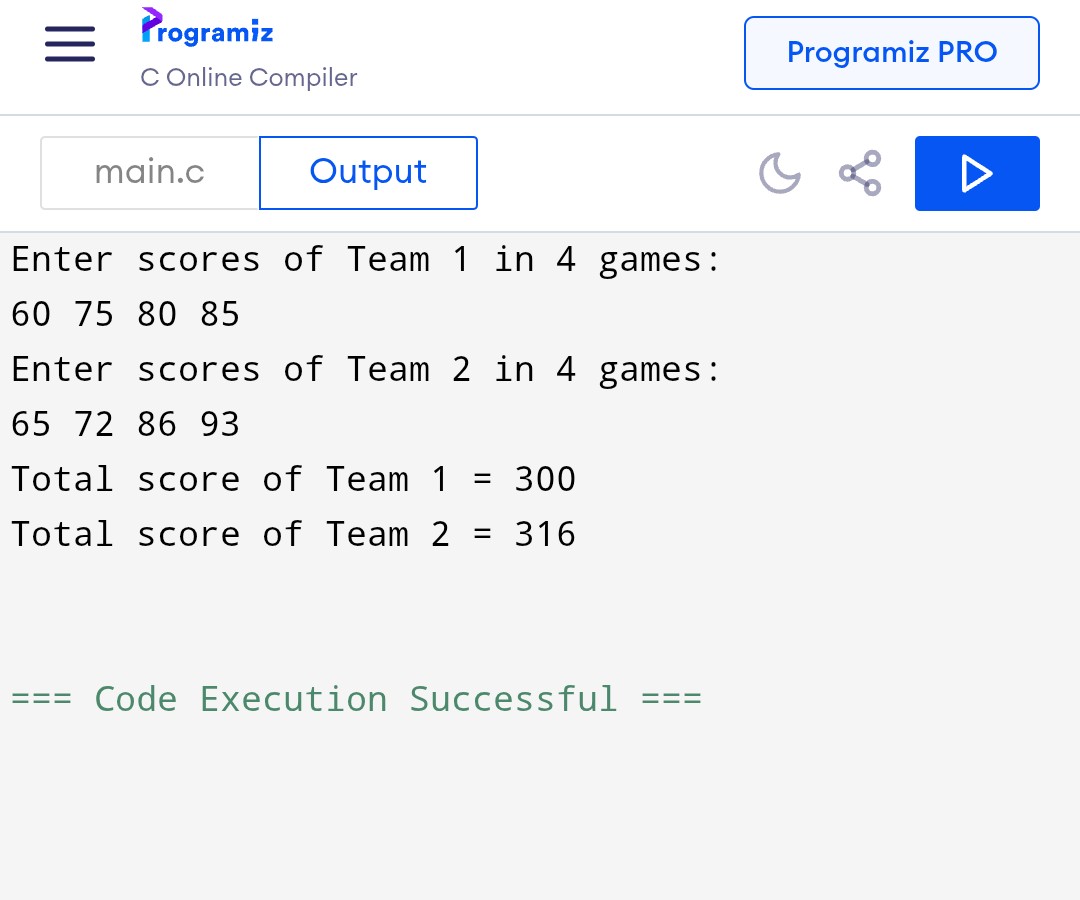 Programiz
C Online Compiler
Programiz PRO
main.c
Output
Enter scores of Team 1 in 4 games:
60 75 80 85
Enter scores of Team 2 in 4 games:
65 72 86 93
Total score of Team 1 = 300
Total score of Team 2 = 316
=== Code Execution Successful ===